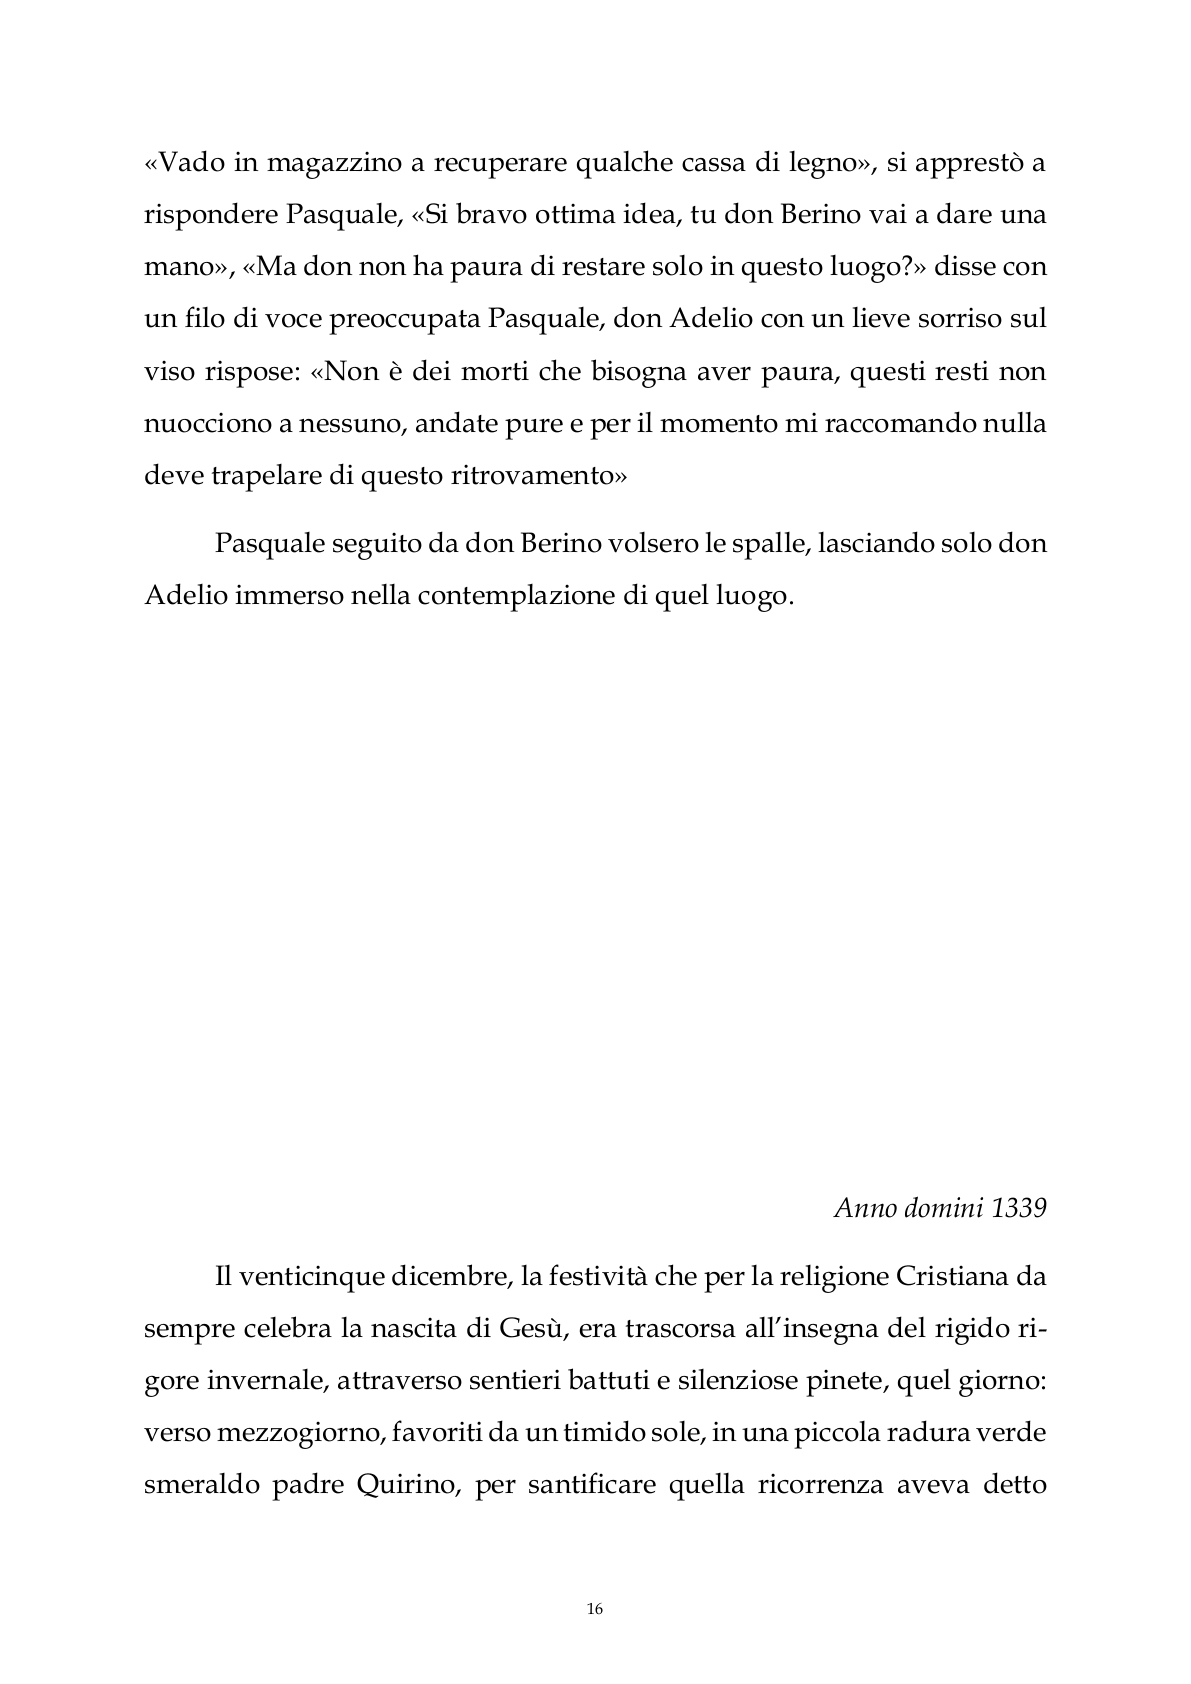 «Vado in magazzino a recuperare qualche cassa di legno», si apprestò a
rispondere Pasquale, «Si bravo ottima idea, tu don Berino vai a dare una
mano», «Ma don non ha paura di restare solo in questo luogo?» disse con
un filo di voce preoccupata Pasquale, don Adelio con un lieve sorriso sul
viso rispose: «Non è dei morti che bisogna aver paura, questi resti non
nuocciono a nessuno, andate pure e per il momento mi raccomando nulla
deve trapelare di questo ritrovamento»
Pasquale seguito da don Berino volsero le spalle, lasciando solo don
Adelio immerso nella contemplazione di quel luogo.
Anno domini 1339
Il venticinque dicembre, la festività che per la religione Cristiana da
sempre celebra la nascita di Gesù, era trascorsa all’insegna del rigido ri-
gore invernale, attraverso sentieri battuti e silenziose pinete, quel giorno:
verso mezzogiorno, favoriti da un timido sole, in una piccola radura verde
smeraldo padre Quirino, per santificare quella ricorrenza aveva detto
16